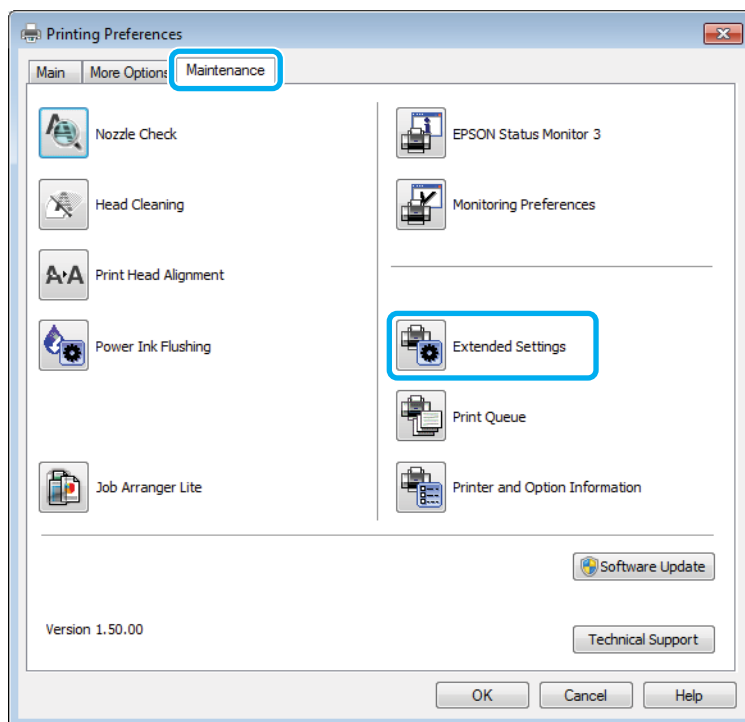 Printing Preferences
Main
More Options
Maintenance
Nozzle Check
EPSON Status Monitor 3
Head Cleaning
Monitoring Preferences
Print Head Alignment
Power Ink Flushing
Extended Settings
Print Queue
Job Arranger Lite
Printer and Option Information
Software Update
Version 1.50.00
Technical Support
OK
Cancel
Help